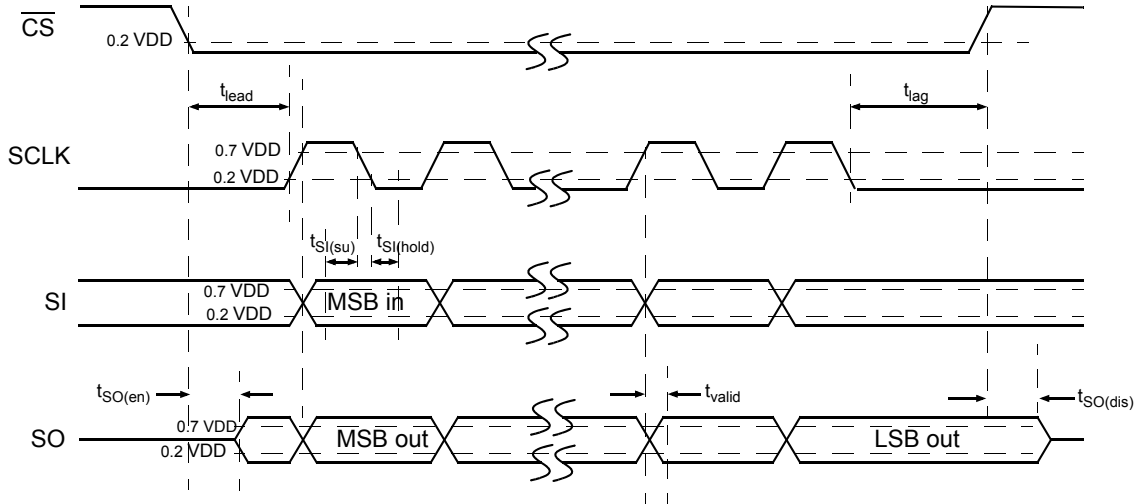 CS
0.2 VDD
tlead
tlag
SCLK
0.7 VDD
0.2 VDD
tSI(su)
tSI(hold)
SI
0.7 VDD
0.2 VDD
MSB in
tSO(en)
tvalid
tSO(dis)
SO
0.7 VDD
0.2 VDD
MSB out
LSB out